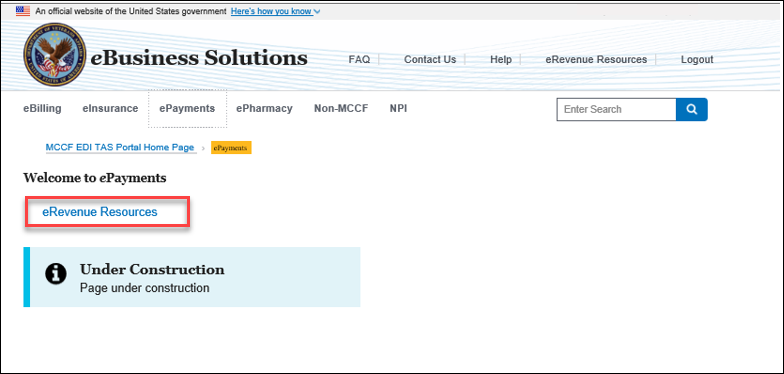 An official website of the United States government Here's how you know
eBusiness Solutions
FAQ Contact Us Help eRevenue Resources Logout
eBilling eInsurance ePayments ePharmacy Non-MCCF NPI
Enter Search
MCCF EDI TAS Portal Home Page › ePayments
Welcome to ePayments
eRevenue Resources
Under Construction
Page under construction